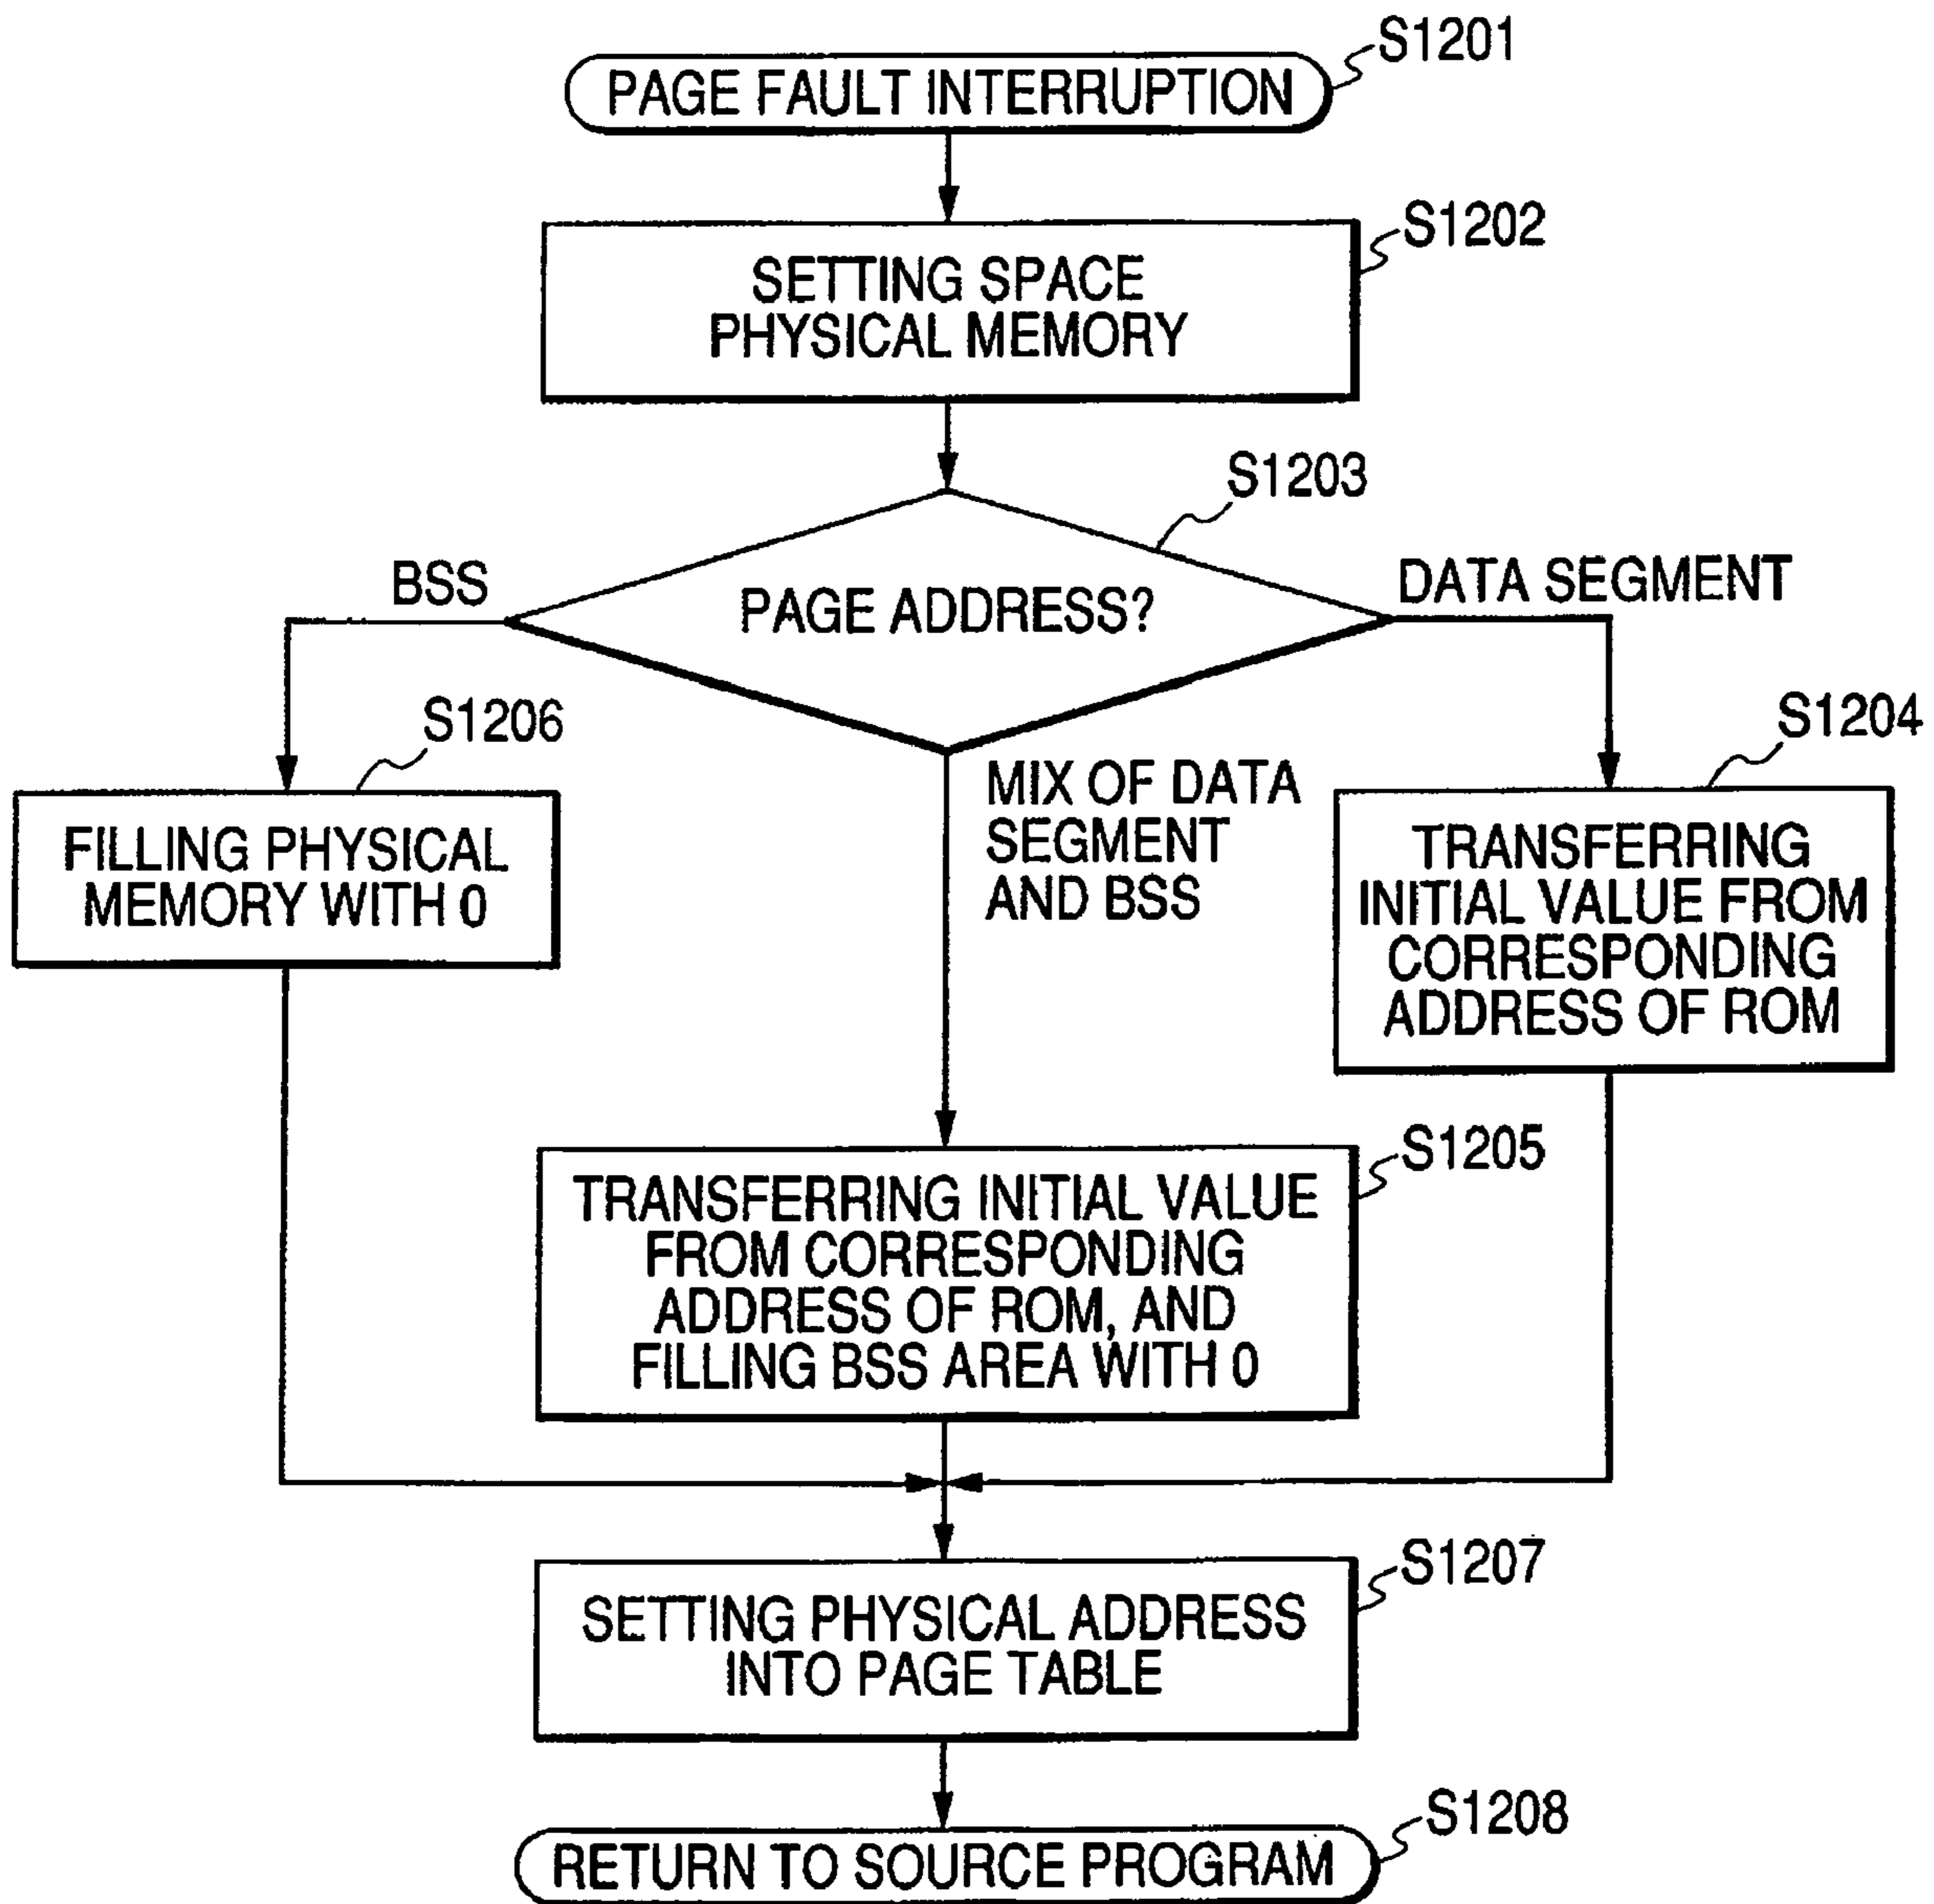 S1201
PAGE FAULT INTERRUPTION
S1202
SETTING SPACE
PHYSICAL MEMORY
S1203
BSS
PAGE ADDRESS?
DATA SEGMENT
S1206
S1204
FILLING PHYSICAL
MEMORY WITH 0
MIX OF DATA
SEGMENT
AND BSS
TRANSFERRING
INITIAL VALUE FROM
CORRESPONDING
ADDRESS OF ROM
S1205
TRANSFERRING INITIAL VALUE
FROM CORRESPONDING
ADDRESS OF ROM, AND
FILLING BSS AREA WITH 0
S1207
SETTING PHYSICAL ADDRESS
INTO PAGE TABLE
S1208
RETURN TO SOURCE PROGRAM